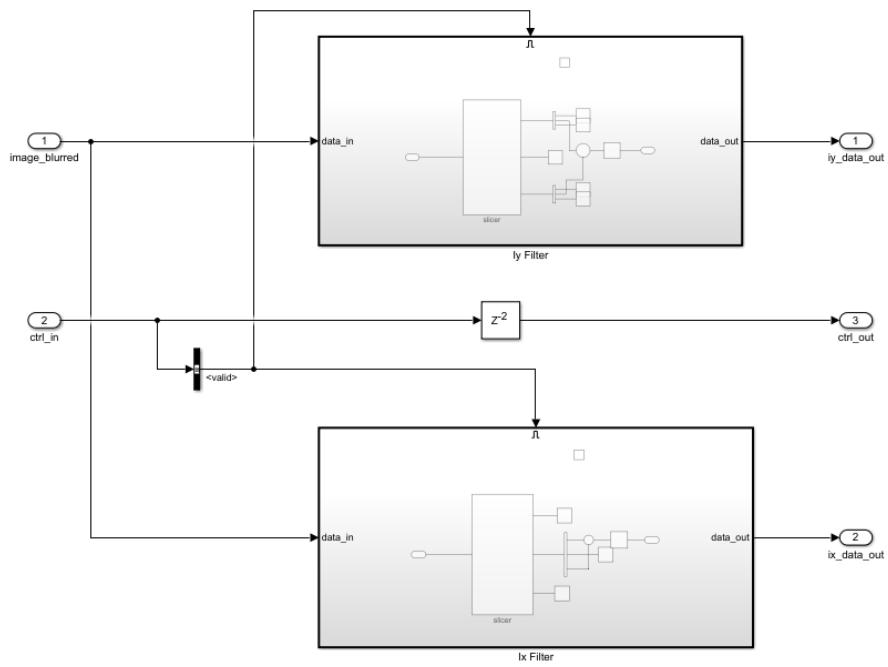 1
image_blurred
data_in
slicer
data_out
1
iy_data_out
Iy Filter
2
ctrl_in
Z-2
3
ctrl_out
<valid>
data_in
slicer
data_out
2
ix_data_out
Ix Filter